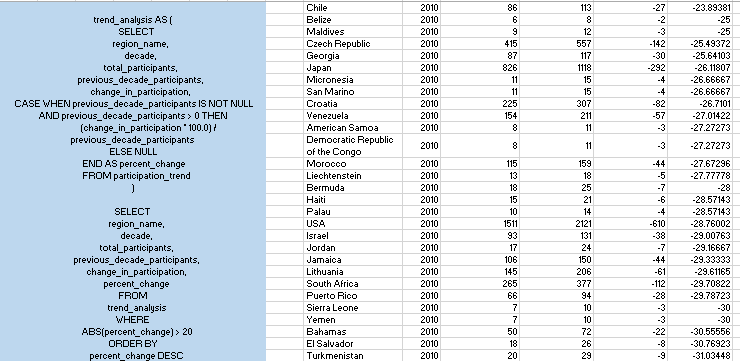 trend_analysis AS (
SELECT
region_name,
decade,
total_participants,
previous_decade_participants,
change_in_participation,
CASE WHEN previous_decade_participants IS NOT NULL
AND previous_decade_participants > 0 THEN
(change_in_participation * 100.0) /
previous_decade_participants
ELSE NULL
END AS percent_change
FROM participation_trend
)
SELECT
region_name,
decade,
total_participants,
previous_decade_participants,
change_in_participation,
percent_change
FROM
trend_analysis
WHERE
ABS(percent_change) > 20
ORDER BY
percent_change DESC
Chile 2010 86 113 -27 -23.89381
Belize 2010 6 8 -2 -25
Maldives 2010 9 12 -3 -25
Czech Republic 2010 415 557 -142 -25.49372
Georgia 2010 87 117 -30 -25.64103
Japan 2010 826 1118 -292 -26.11807
Micronesia 2010 11 15 -4 -26.66667
San Marino 2010 11 15 -4 -26.66667
Croatia 2010 225 307 -82 -26.7101
Venezuela 2010 154 211 -57 -27.01422
American Samoa 2010 8 11 -3 -27.27273
Democratic Republic
of the Congo 2010 8 11 -3 -27.27273
Morocco 2010 115 159 -44 -27.67296
Liechtenstein 2010 13 18 -5 -27.77778
Bermuda 2010 18 25 -7 -28
Haiti 2010 15 21 -6 -28.57143
Palau 2010 10 14 -4 -28.57143
USA 2010 1511 2121 -610 -28.76002
Israel 2010 93 131 -38 -29.00763
Jordan 2010 17 24 -7 -29.16667
Jamaica 2010 106 150 -44 -29.33333
Lithuania 2010 145 206 -61 -29.61165
South Africa 2010 265 377 -112 -29.70822
Puerto Rico 2010 66 94 -28 -29.78723
Sierra Leone 2010 7 10 -3 -30
Yemen 2010 7 10 -3 -30
Bahamas 2010 50 72 -22 -30.55556
El Salvador 2010 18 26 -8 -30.76923
Turkmenistan 2010 20 29 -9 -31.03448